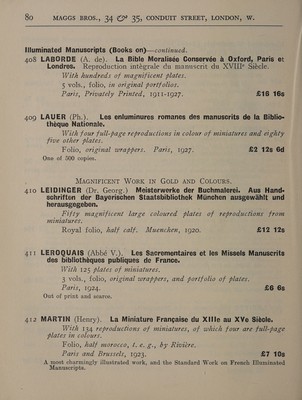 80 MAGGS BROS., 34 & 35, CONDUIT STREET, LONDON, W.
Illuminated Manuscripts (Books on)—continued.
408 LABORDE (A. de). La Bible Moralisée Conservée à Oxford, Paris et
Londres. Reproduction intégrale du manuscrit du XVIIIe Siècle.
With hundreds of magnificent plates.
5 vols., folio, in original portfolios.
Paris, Privately Printed, 1911-1927. £16 16s
409 LAUER (Ph.). Les enluminures romanes des manuscrits de la Biblio-
thèque Nationale.
With four full-page reproductions in colour of miniatures and eighty
five other plates.
Folio, original wrappers. Paris, 1927. £2 12s 6d
One of 500 copies.
MAGNIFICENT WORK IN GOLD AND COLOURS.
410 LEIDINGER (Dr. Georg.) Meisterwerke der Buchmalerei. Aus Hand-
schriften der Bayerischen Staatsbibliothek München ausgewählt und
herausgegeben.
Fifty magnificent large coloured plates of reproductions from
miniatures.
Royal folio, half calf. Muenchen, 1920. £12 12s
411 LEROQUAIS (Abbé V.). Les Sacramentaires et les Missels Manuscrits
des bibliothèques publiques de France.
With 125 plates of miniatures.
3 vols., folio, original wrappers, and portfolio of plates.
Paris, 1924. £6 6s
Out of print and scarce.
412 MARTIN (Henry). La Miniature Française du XIIIe au XVe Siècle.
With 134 reproductions of miniatures, of which four are full-page
plates in colours.
Folio, half morocco, t. e. g., by Rivière.
Paris and Brussels, 1923. £7 10s
A most charmingly illustrated work, and the Standard Work on French Illuminated
Manuscripts.